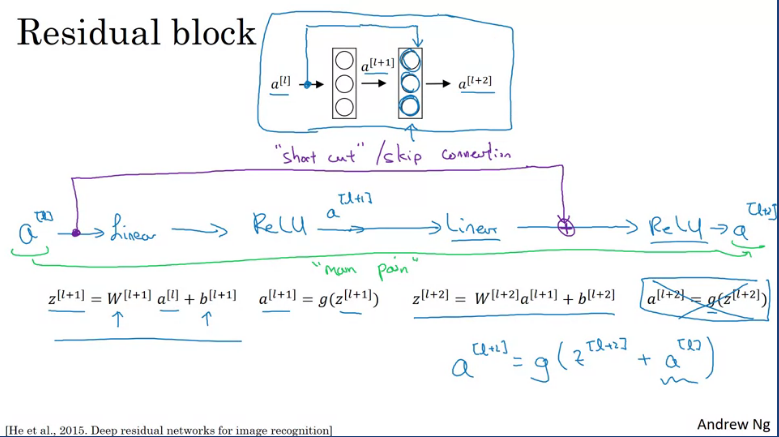 Residual block
a^[l] a^[l+1] a^[l+2]
"short cut" / skip connection
a^[l] → Linear → ReLU a^[l+1] → Linear → ReLU → a^[l+2]
"main path"
z^[l+1] = W^[l+1] a^[l] + b^[l+1] a^[l+1] = g(z^[l+1]) z^[l+2] = W^[l+2] a^[l+1] + b^[l+2] a^[l+2] = g(z^[l+2])
a^[l+2] = g(z^[l+2] + a^[l])
[He et al., 2015. Deep residual networks for image recognition]
Andrew Ng